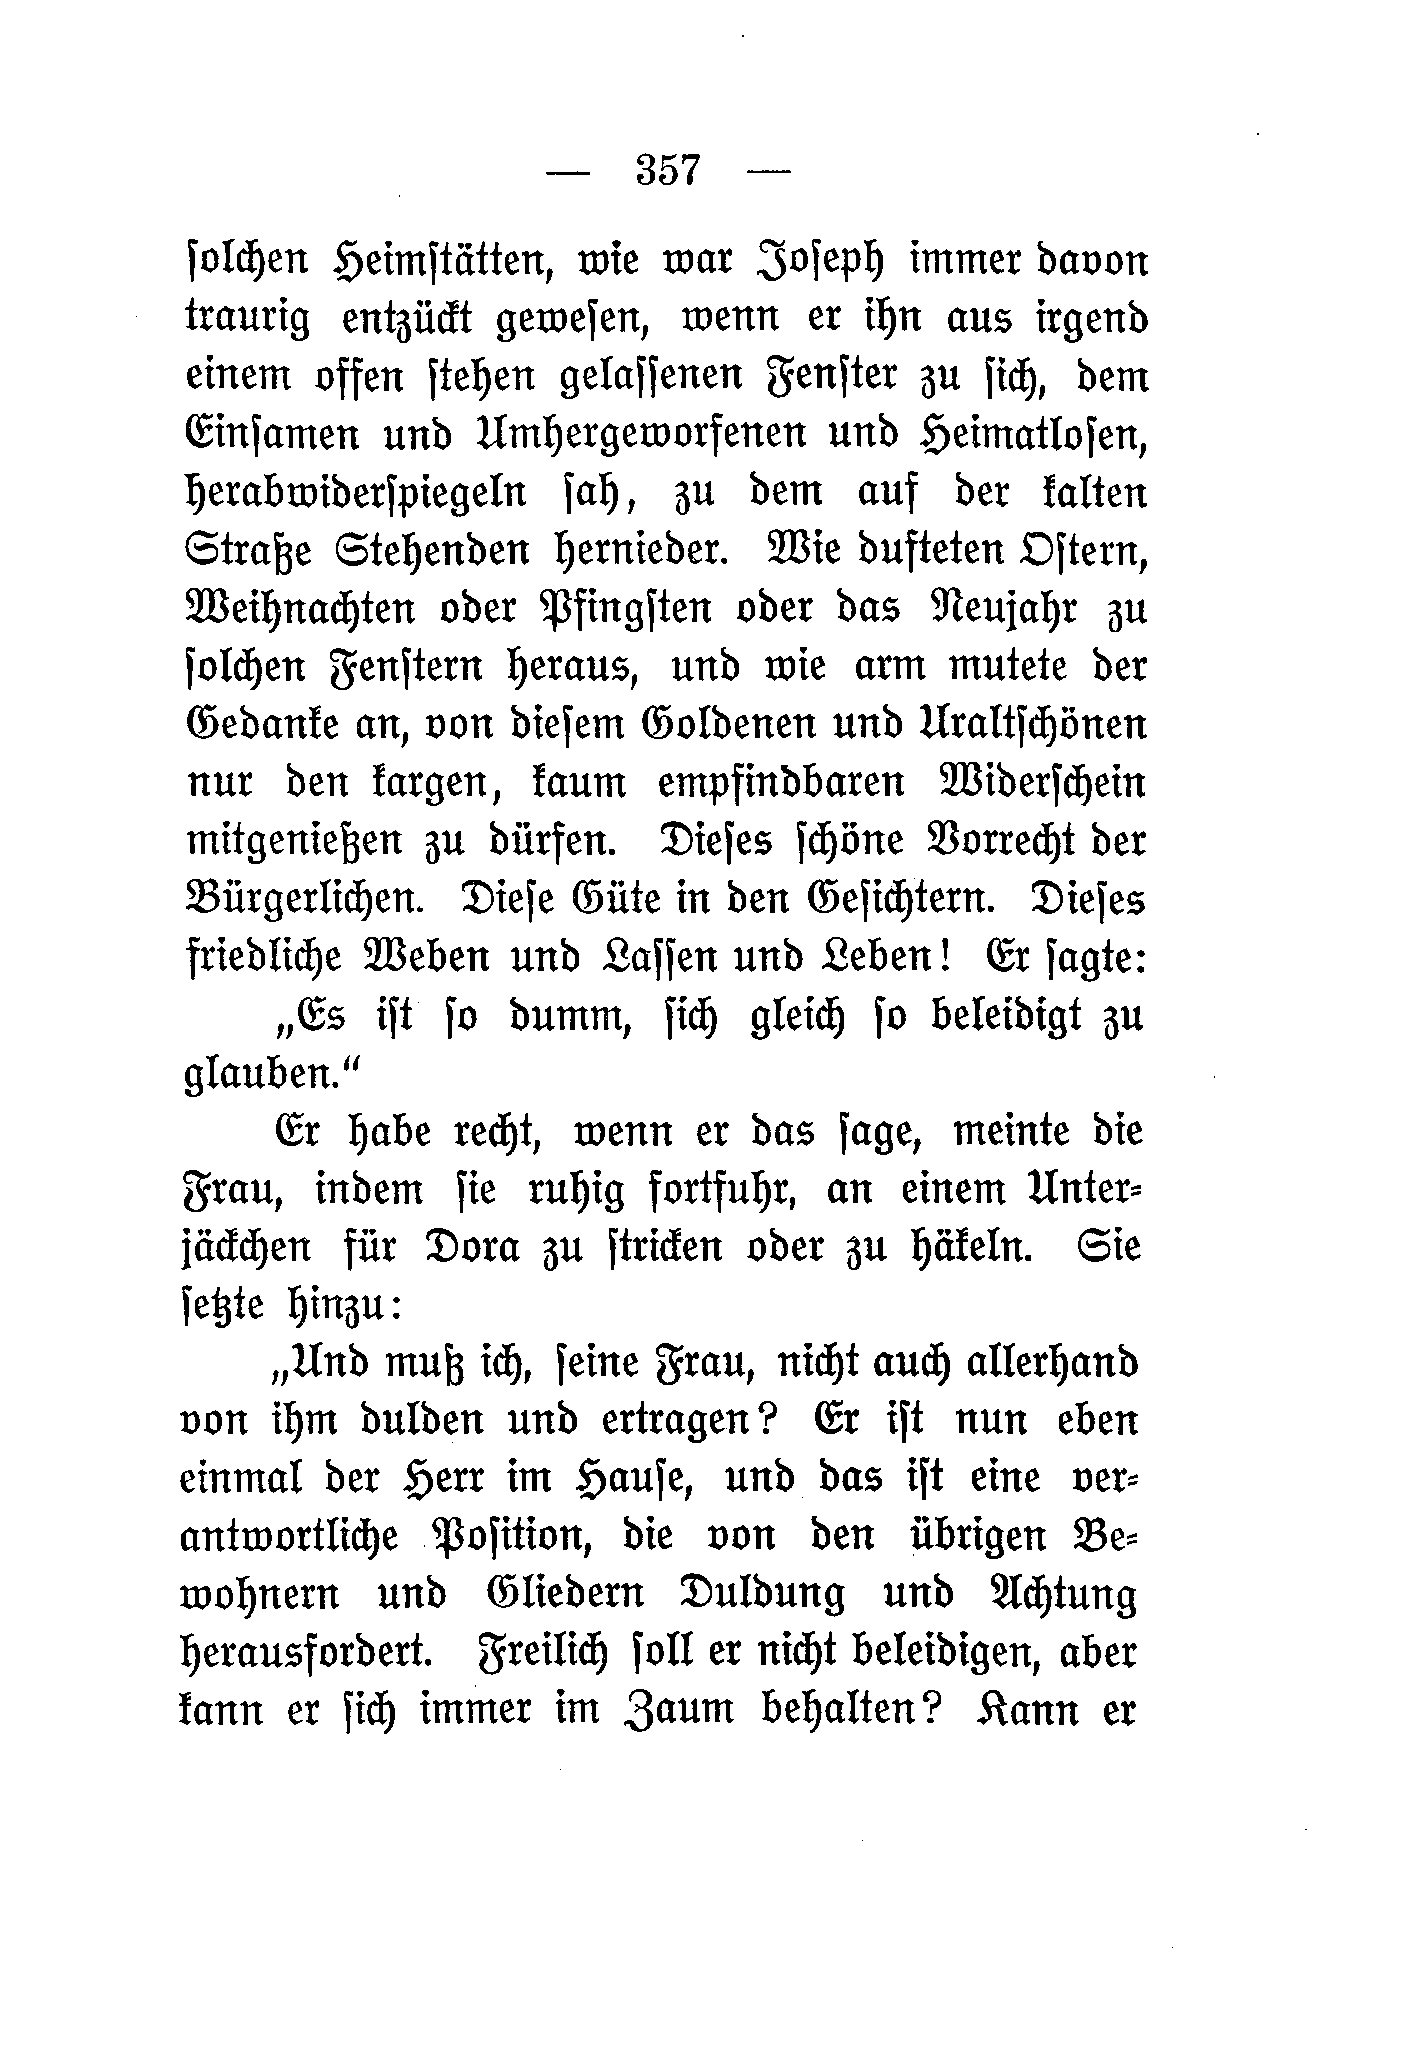 — 357 —
solchen Heimstätten, wie war Joseph immer davon
traurig entzückt gewesen, wenn er ihn aus irgend
einem offen stehen gelassenen Fenster zu sich, dem
Einsamen und Umhergeworfenen und Heimatlosen,
herabwiderspiegeln sah, zu dem auf der kalten
Straße Stehenden hernieder. Wie dufteten Ostern,
Weihnachten oder Pfingsten oder das Neujahr zu
solchen Fenstern heraus, und wie arm mutete der
Gedanke an, von diesem Goldenen und Uraltschönen
nur den kargen, kaum empfindbaren Widerschein
mitgenießen zu dürfen. Dieses schöne Vorrecht der
Bürgerlichen. Diese Güte in den Gesichtern. Dieses
friedliche Weben und Lassen und Leben! Er sagte:
„Es ist so dumm, sich gleich so beleidigt zu
glauben.“
Er habe recht, wenn er das sage, meinte die
Frau, indem sie ruhig fortfuhr, an einem Unter-
jäckchen für Dora zu stricken oder zu häkeln. Sie
setzte hinzu:
„Und muß ich, seine Frau, nicht auch allerhand
von ihm dulden und ertragen? Er ist nun eben
einmal der Herr im Hause, und das ist eine ver-
antwortliche Position, die von den übrigen Be-
wohnern und Gliedern Duldung und Achtung
herausfordert. Freilich soll er nicht beleidigen, aber
kann er sich immer im Zaum behalten? Kann er